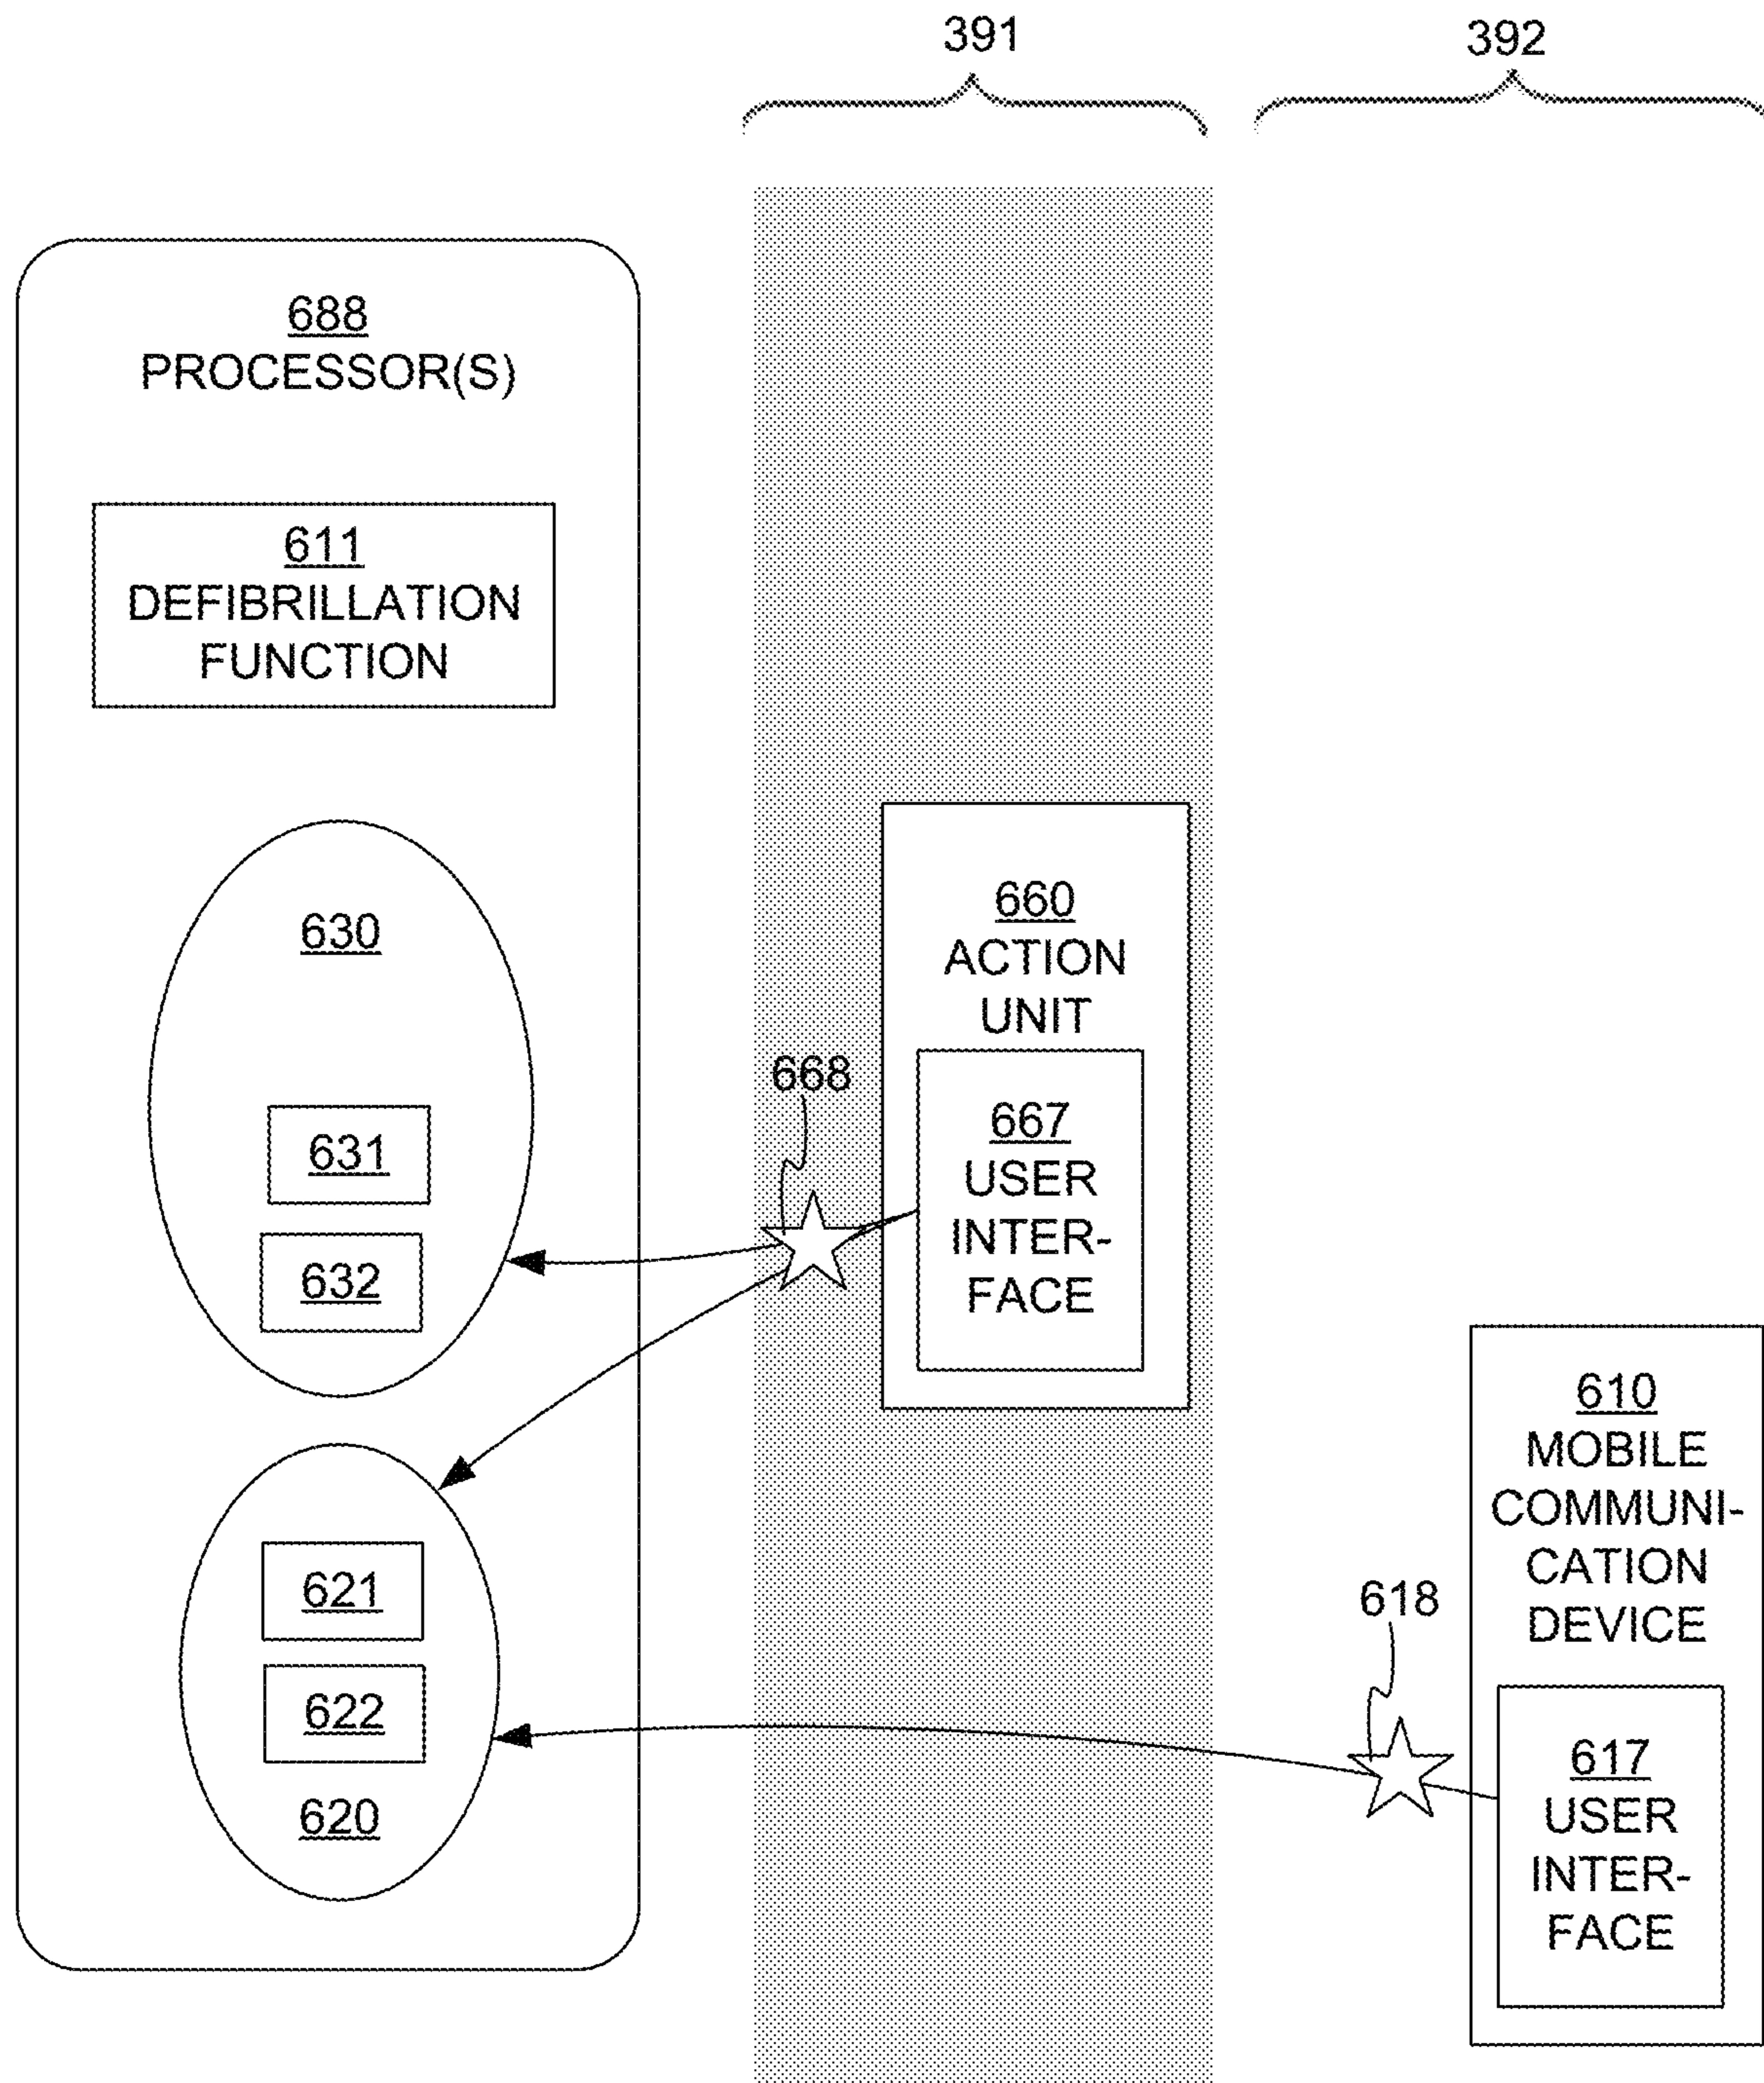 391
392
688
PROCESSOR(S)
611
DEFIBRILLATION
FUNCTION
630
631
632
668
660
ACTION
UNIT
667
USER
INTER-
FACE
621
622
620
618
610
MOBILE
COMMUNI-
CATION
DEVICE
617
USER
INTER-
FACE